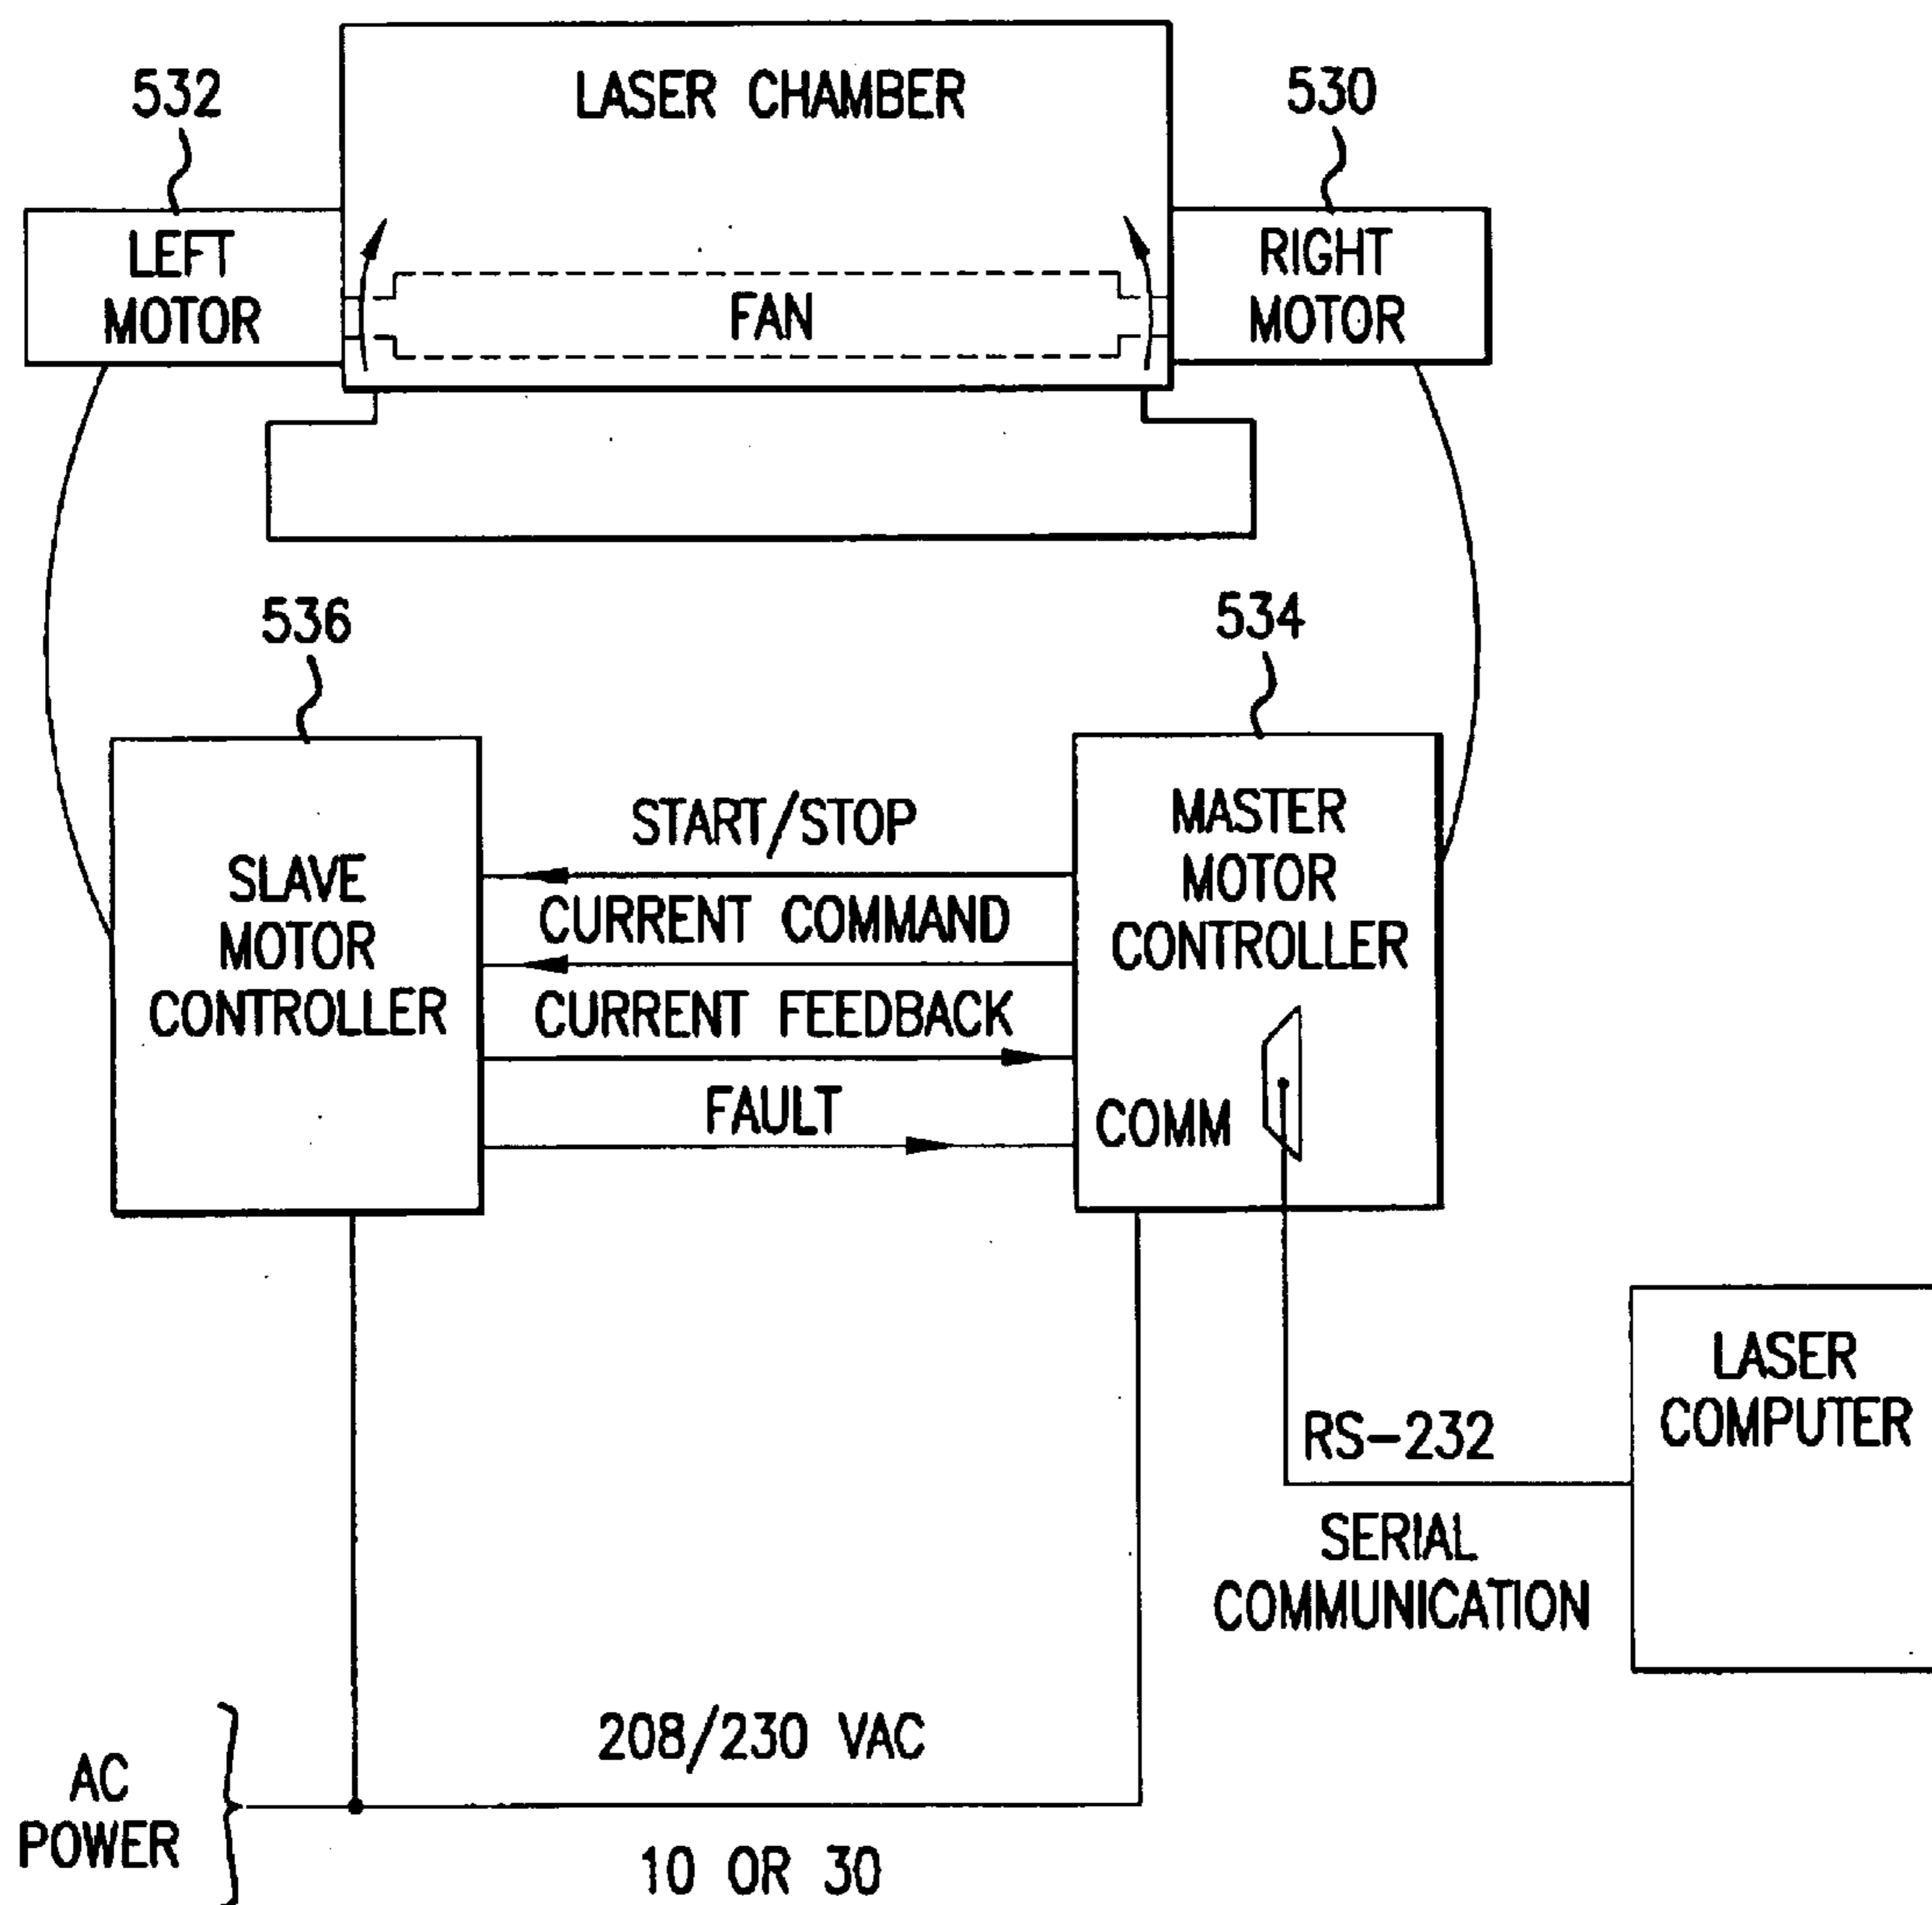 532
LASER CHAMBER
530
LEFT
MOTOR
FAN
RIGHT
MOTOR
536
534
SLAVE
MOTOR
CONTROLLER
START/STOP
CURRENT COMMAND
CURRENT FEEDBACK
FAULT
MASTER
MOTOR
CONTROLLER
COMM
LASER
COMPUTER
RS-232
SERIAL
COMMUNICATION
AC
POWER
208/230 VAC
10 OR 30